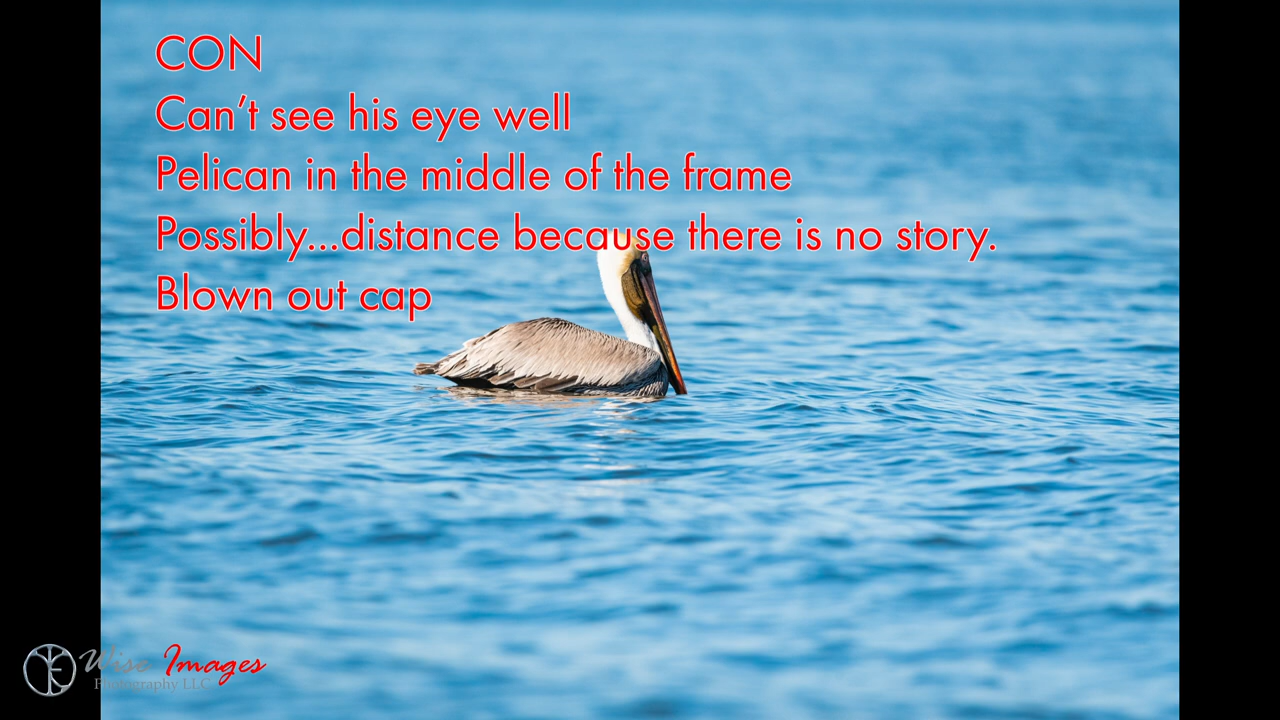 CON
Can’t see his eye well
Pelican in the middle of the frame
Possibly...distance because there is no story.
Blown out cap
Wise Images
Photography LLC